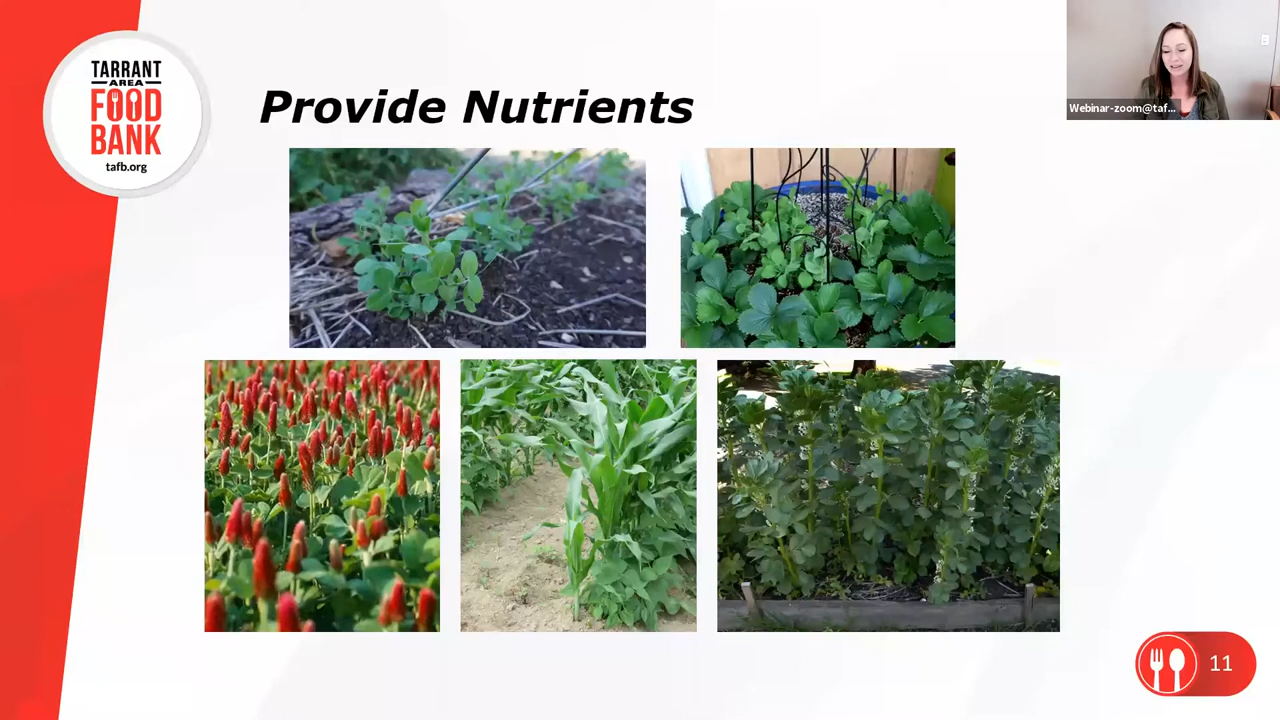 TARRANT
AREA
FOOD
BANK
tafb.org
Provide Nutrients
Webinar-zoom@taf...
11